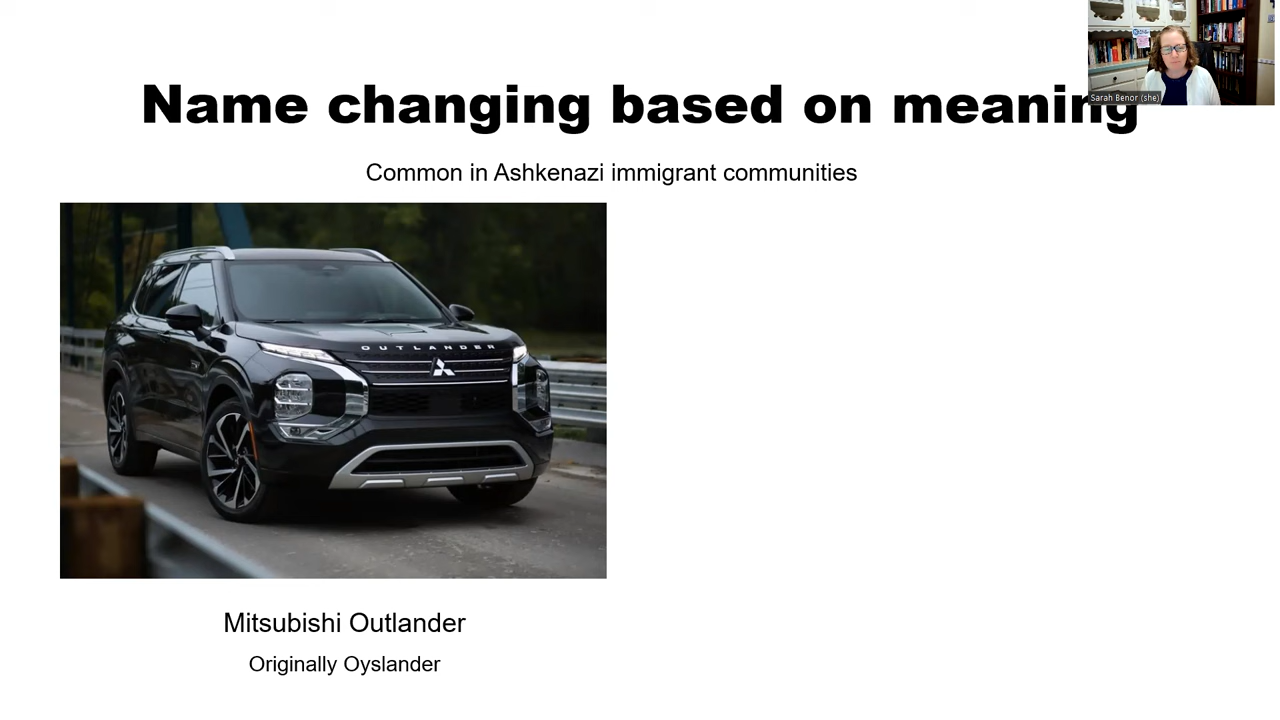 Name changing based on meaning
Sarah Benor (she)
Common in Ashkenazi immigrant communities
OUTLANDER
Mitsubishi Outlander
Originally Oyslander